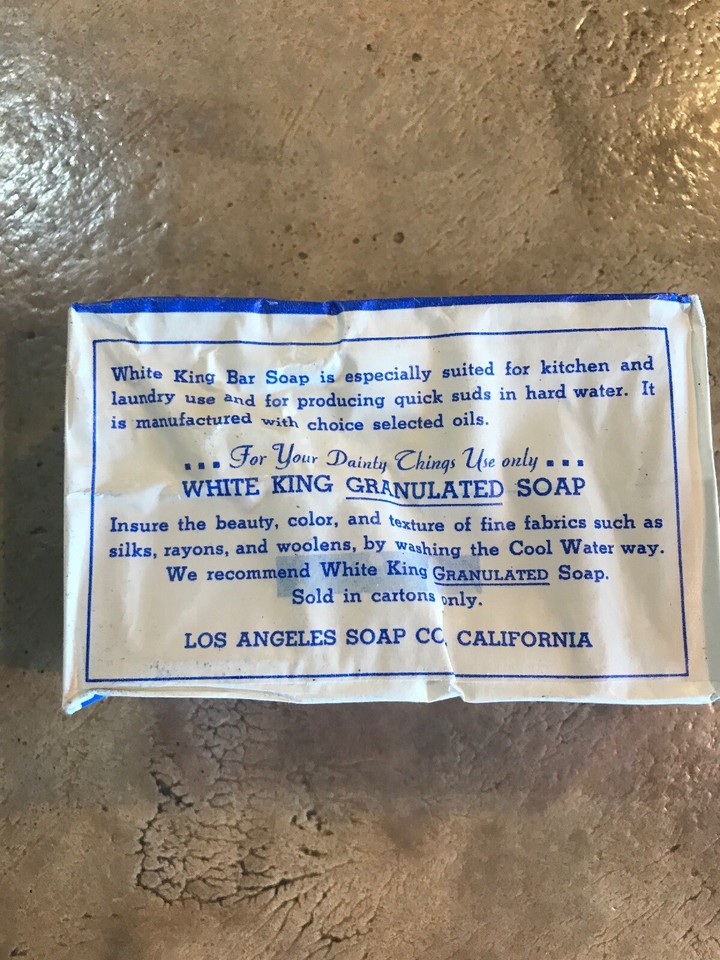 White King Bar Soap is especially suited for kitchen and
laundry use and for producing quick suds in hard water. It
is manufactured with choice selected oils.
... For Your Dainty Things Use only ...
WHITE KING GRANULATED SOAP
Insure the beauty, color, and texture of fine fabrics such as
silks, rayons, and woolens, by washing the Cool Water way.
We recommend White King GRANULATED Soap.
Sold in cartons only.
LOS ANGELES SOAP CO. CALIFORNIA